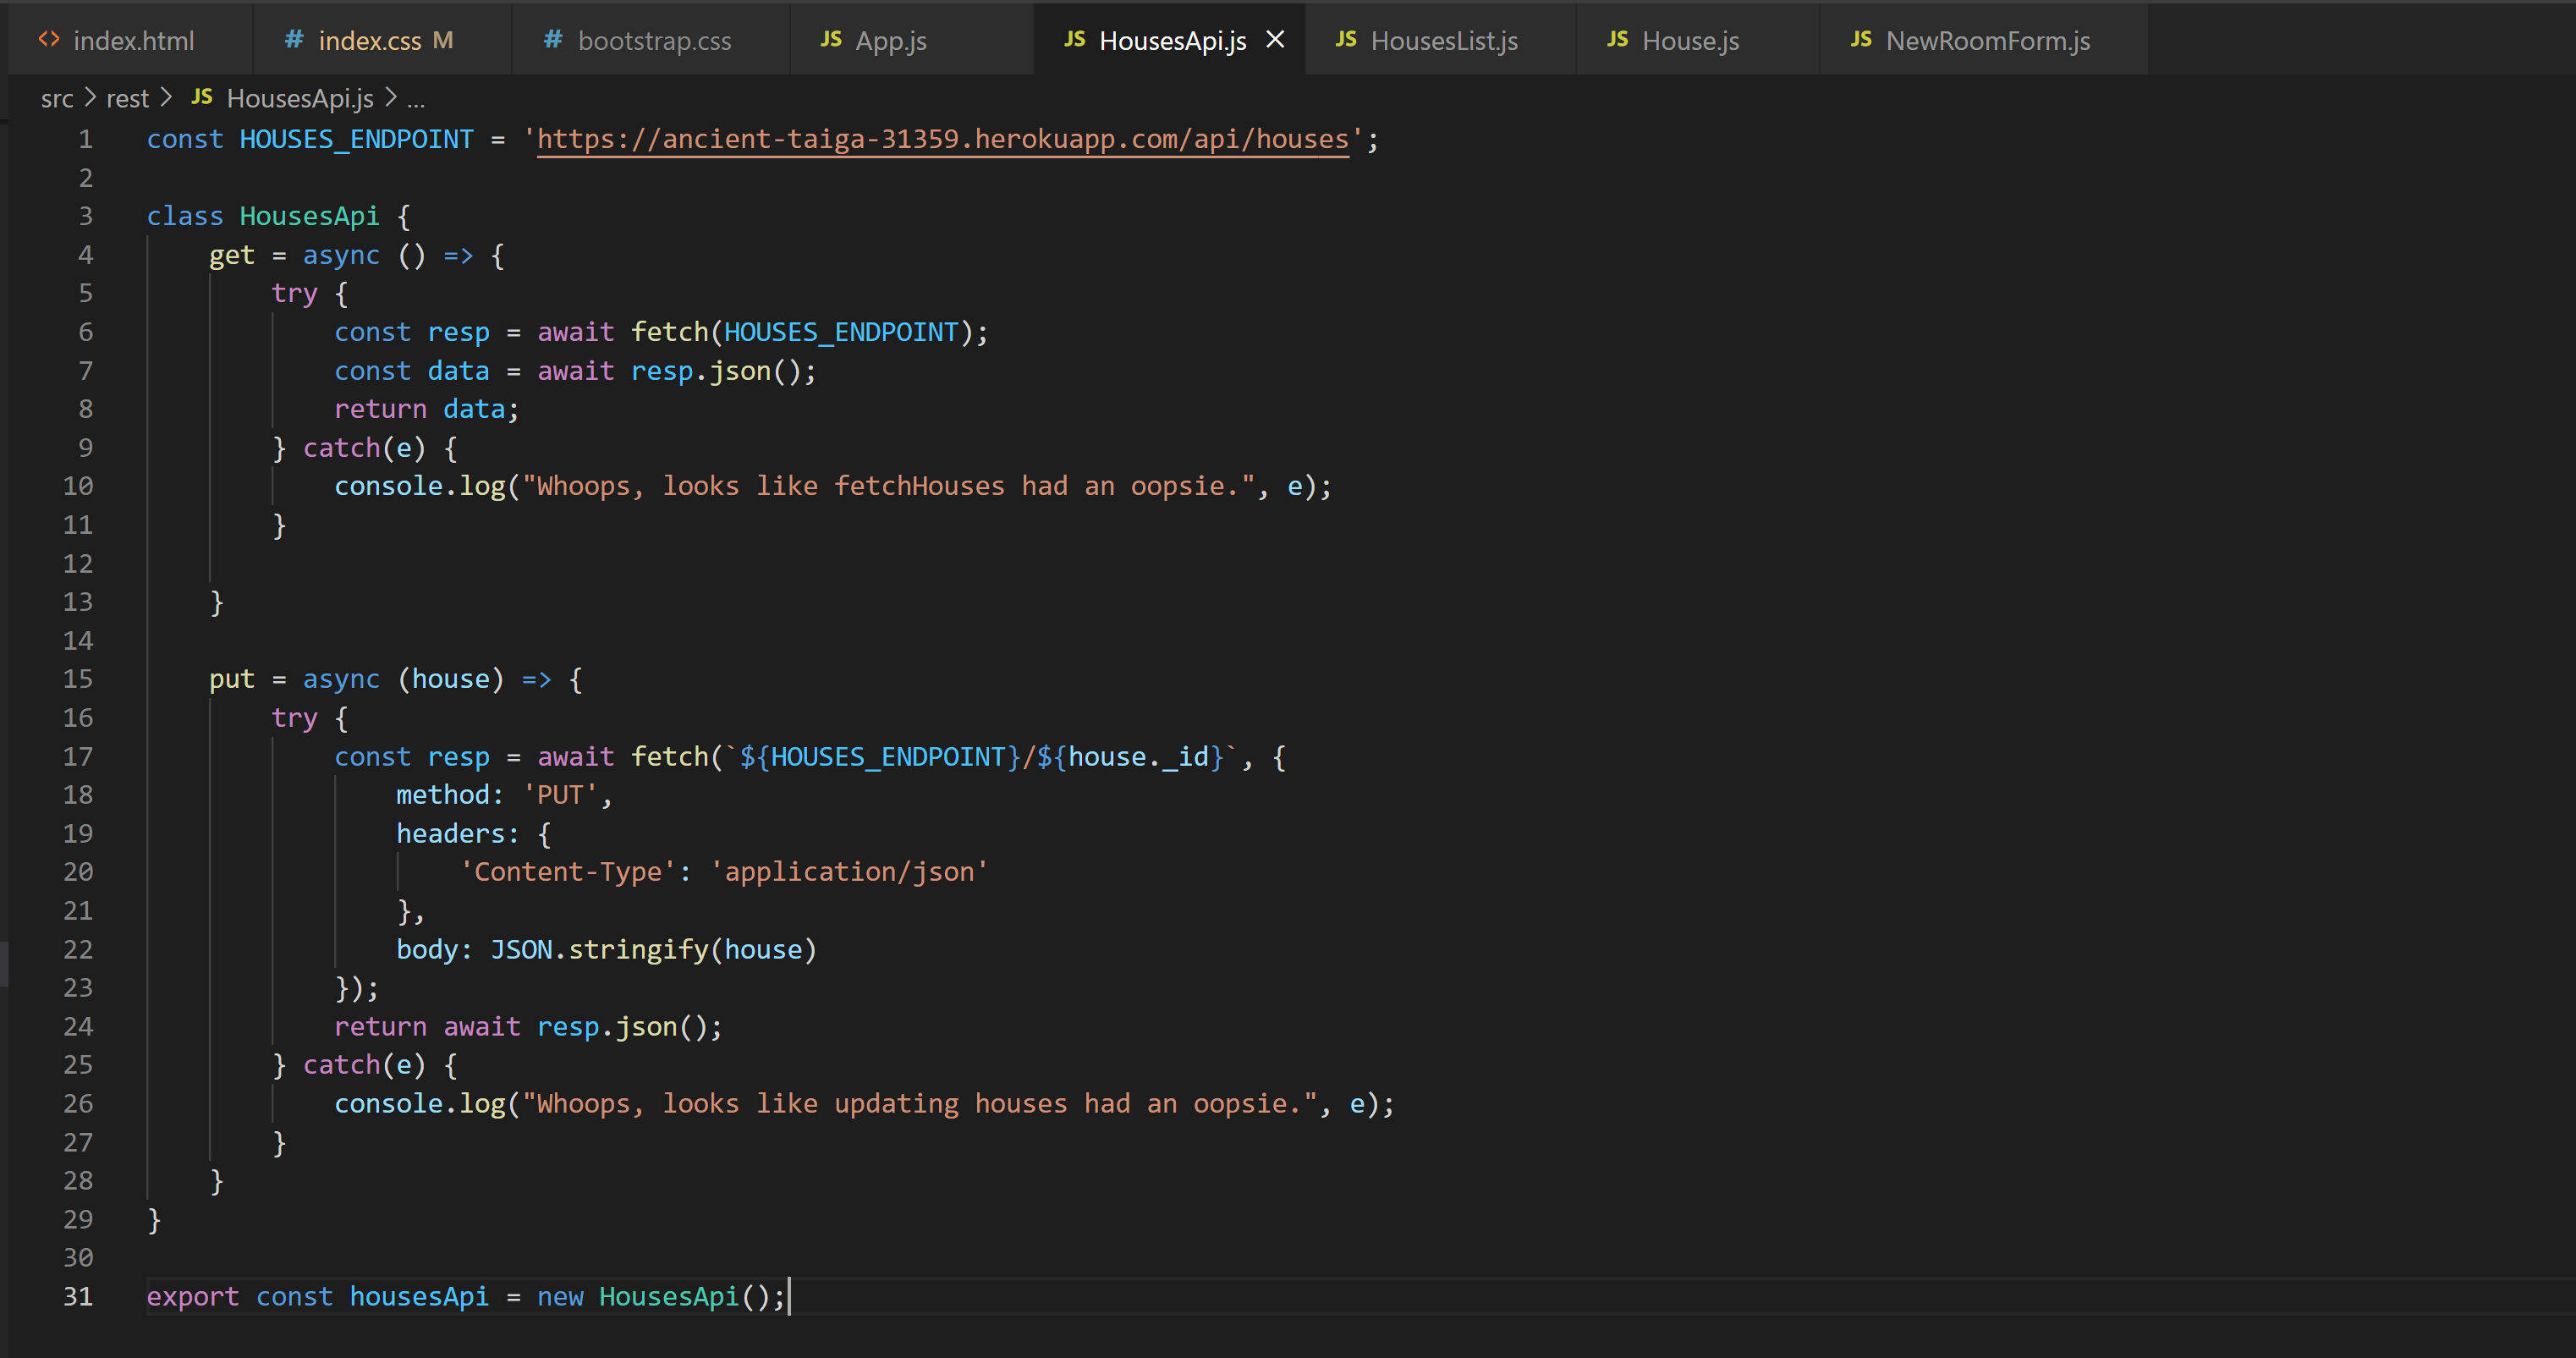 <> index.html # index.css M # bootstrap.css JS App.js JS HousesApi.js × JS HousesList.js JS House.js JS NewRoomForm.js
src > rest > JS HousesApi.js > ...
1 const HOUSES_ENDPOINT = 'https://ancient-taiga-31359.herokuapp.com/api/houses';
2
3 class HousesApi {
4     get = async () => {
5         try {
6             const resp = await fetch(HOUSES_ENDPOINT);
7             const data = await resp.json();
8             return data;
9         } catch(e) {
10             console.log("Whoops, looks like fetchHouses had an oopsie.", e);
11         }
12
13     }
14
15     put = async (house) => {
16         try {
17             const resp = await fetch(`${HOUSES_ENDPOINT}/${house._id}`, {
18                 method: 'PUT',
19                 headers: {
20                     'Content-Type': 'application/json'
21                 },
22                 body: JSON.stringify(house)
23             });
24             return await resp.json();
25         } catch(e) {
26             console.log("Whoops, looks like updating houses had an oopsie.", e);
27         }
28     }
29 }
30
31 export const housesApi = new HousesApi();